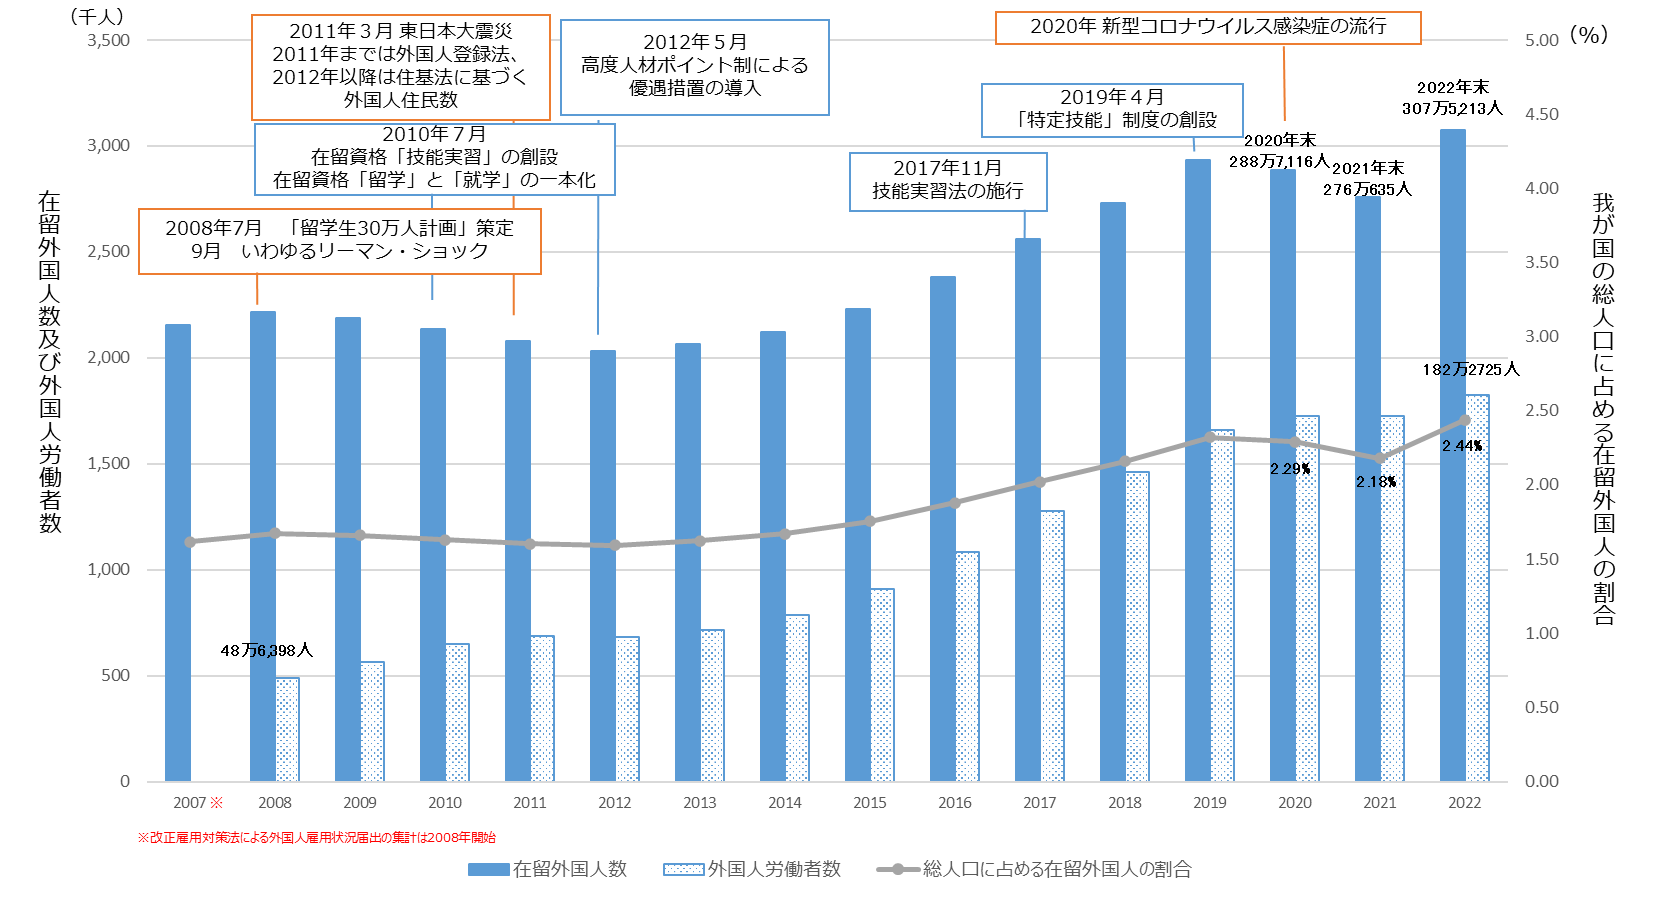 （千人）
3,500
3,000
2,500
2,000
1,500
1,000
500
0
在留外国人数及び外国人労働者数
2011年３月 東日本大震災
2011年までは外国人登録法、
2012年以降は住基法に基づく
外国人住民数
2012年５月
高度人材ポイント制による
優遇措置の導入
2020年 新型コロナウイルス感染症の流行
2010年７月
在留資格「技能実習」の創設
在留資格「留学」と「就学」の一本化
2019年４月
「特定技能」制度の創設
2017年11月
技能実習法の施行
2008年7月　「留学生30万人計画」策定
9月　いわゆるリーマン・ショック
2020年末
288万7,116人
2021年末
276万635人
2022年末
307万5,213人
182万2725人
48万6,398人
2.29%
2.18%
2.44%
（%）
5.00
4.50
4.00
3.50
3.00
2.50
2.00
1.50
1.00
0.50
0.00
我が国の総人口に占める在留外国人の割合
2007 ※
2008
2009
2010
2011
2012
2013
2014
2015
2016
2017
2018
2019
2020
2021
2022
※改正雇用対策法による外国人雇用状況届出の集計は2008年開始
在留外国人数
外国人労働者数
総人口に占める在留外国人の割合